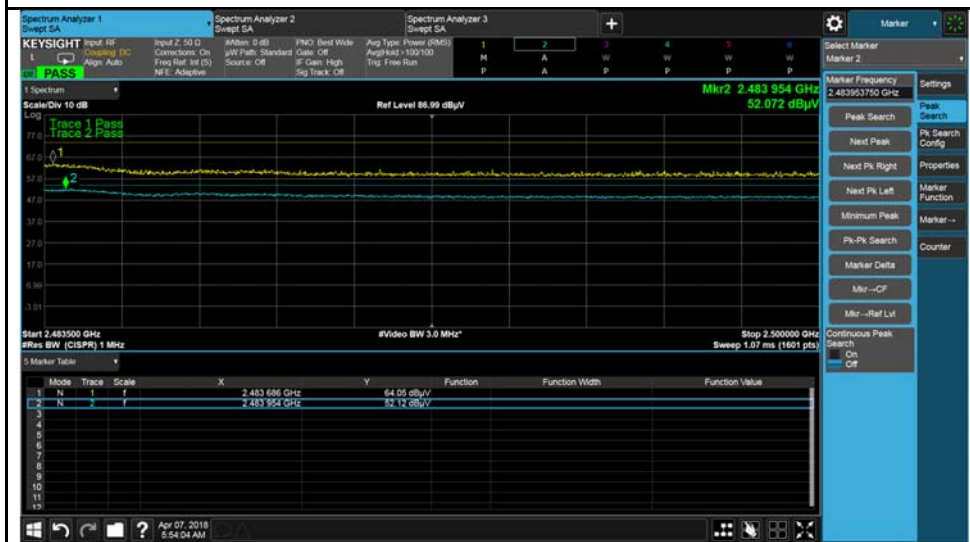 Spectrum Analyzer 1
Swept SA
Spectrum Analyzer 2
Swept SA
Spectrum Analyzer 3
Swept SA
+
Marker
KEYSIGHT
L
PASS
Input: RF
Coupling: DC
Align: Auto
Input Z: 50 Ω
Corrections: On
Freq Ref: Int (S)
NFE: Adaptive
#Atten: 0 dB
µW Path: Standard
Source: Off
PNO: Best Wide
Gate: Off
IF Gain: High
Sig Track: Off
Avg Type: Power (RMS)
Avg|Hold:>100/100
Trig: Free Run
1 2 3 4 5 6
M A W W W W
P A P P P P
Select Marker
Marker 2
1 Spectrum
Scale/Div 10 dB
Ref Level 86.99 dBµV
Mkr2 2.483 954 GHz
52.072 dBµV
Log
Trace 1 Pass
Trace 2 Pass
77.0
67.0
57.0
47.0
37.0
27.0
17.0
6.99
-3.01
1
2
Start 2.483500 GHz
#Video BW 3.0 MHz*
Stop 2.500000 GHz
#Res BW (CISPR) 1 MHz
Sweep 1.07 ms (1601 pts)
5 Marker Table
Mode Trace Scale X Y Function Function Width Function Value
1 N 1 f 2.483 686 GHz 64.05 dBµV
2 N 2 f 2.483 954 GHz 52.12 dBµV
3
4
5
6
7
8
9
10
11
12
Marker Frequency
2.483953750 GHz
Peak Search
Next Peak
Next Pk Right
Next Pk Left
Minimum Peak
Pk-Pk Search
Marker Delta
Mkr→CF
Mkr→Ref Lvl
Continuous Peak
Search
On
Off
Settings
Peak
Search
Pk Search
Config
Properties
Marker
Function
Marker→
Counter
?
Apr 07, 2018
5:54:04 AM